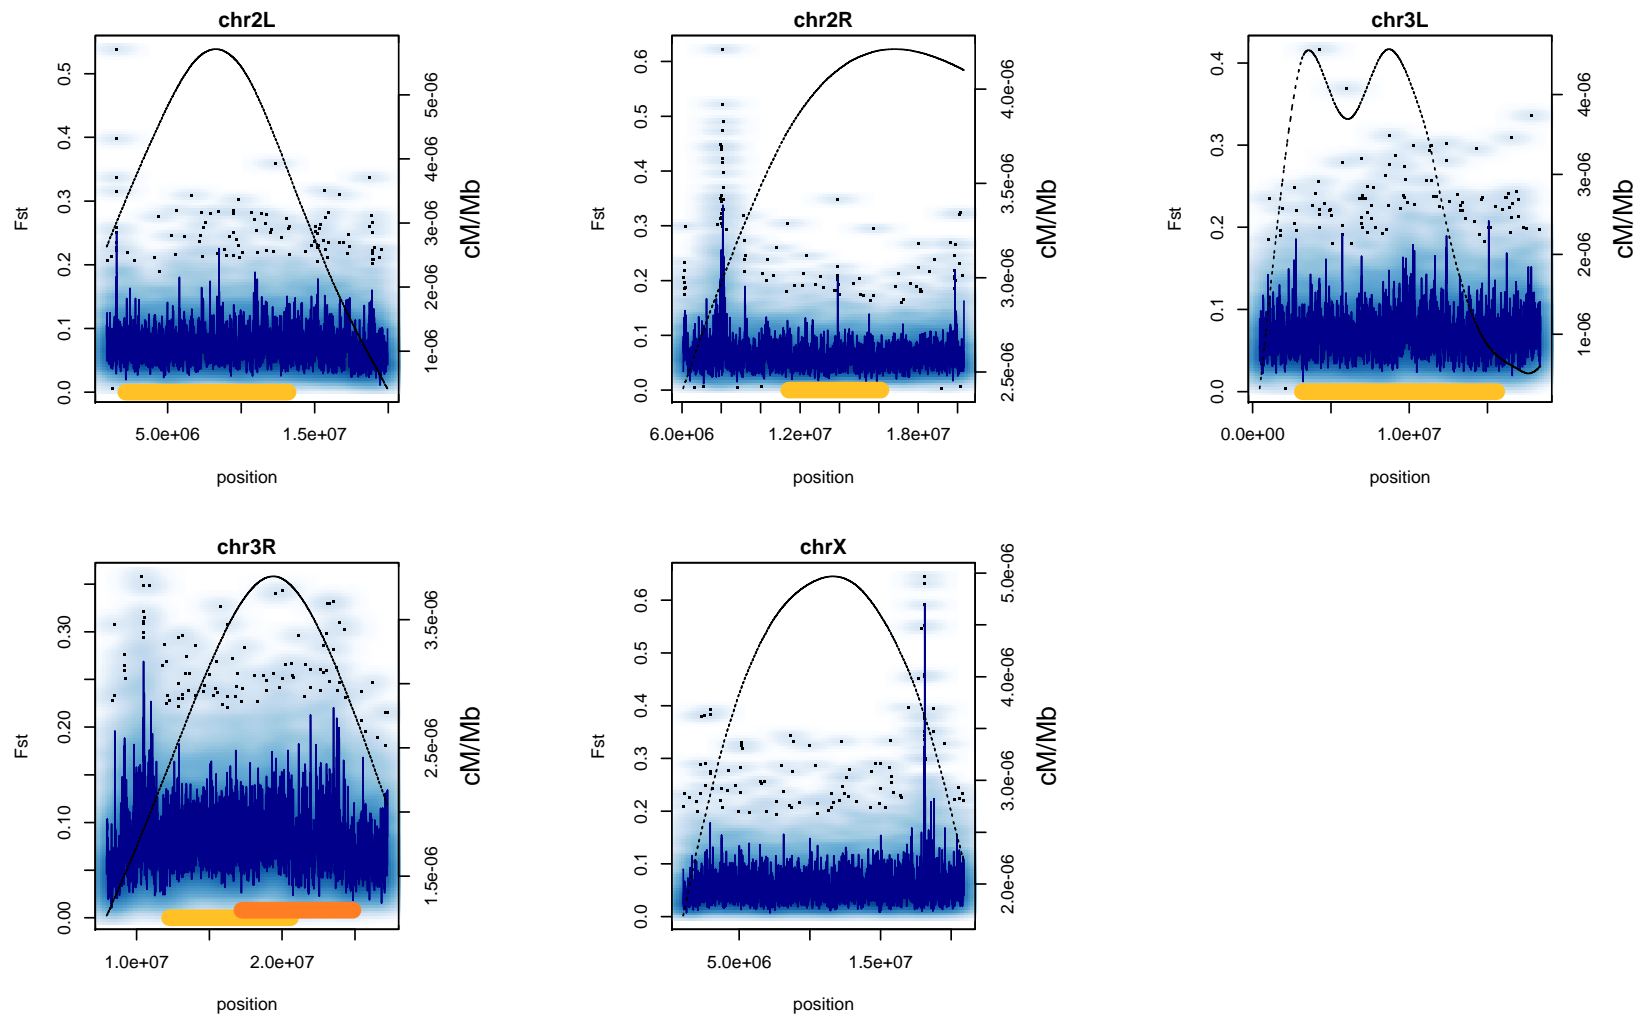 chr2L
Fst
0.0 0.1 0.2 0.3 0.4 0.5
1e-06 2e-06 3e-06 4e-06 5e-06
cM/Mb
5.0e+06 1.5e+07
position
chr2R
Fst
0.0 0.1 0.2 0.3 0.4 0.5 0.6
2.5e-06 3.0e-06 3.5e-06 4.0e-06
cM/Mb
6.0e+06 1.2e+07 1.8e+07
position
chr3L
Fst
0.0 0.1 0.2 0.3 0.4
1e-06 2e-06 3e-06 4e-06
cM/Mb
0.0e+00 1.0e+07
position
chr3R
Fst
0.00 0.10 0.20 0.30
1.5e-06 2.5e-06 3.5e-06
cM/Mb
1.0e+07 2.0e+07
position
chrX
Fst
0.0 0.1 0.2 0.3 0.4 0.5 0.6
2.0e-06 3.0e-06 4.0e-06 5.0e-06
cM/Mb
5.0e+06 1.5e+07
position